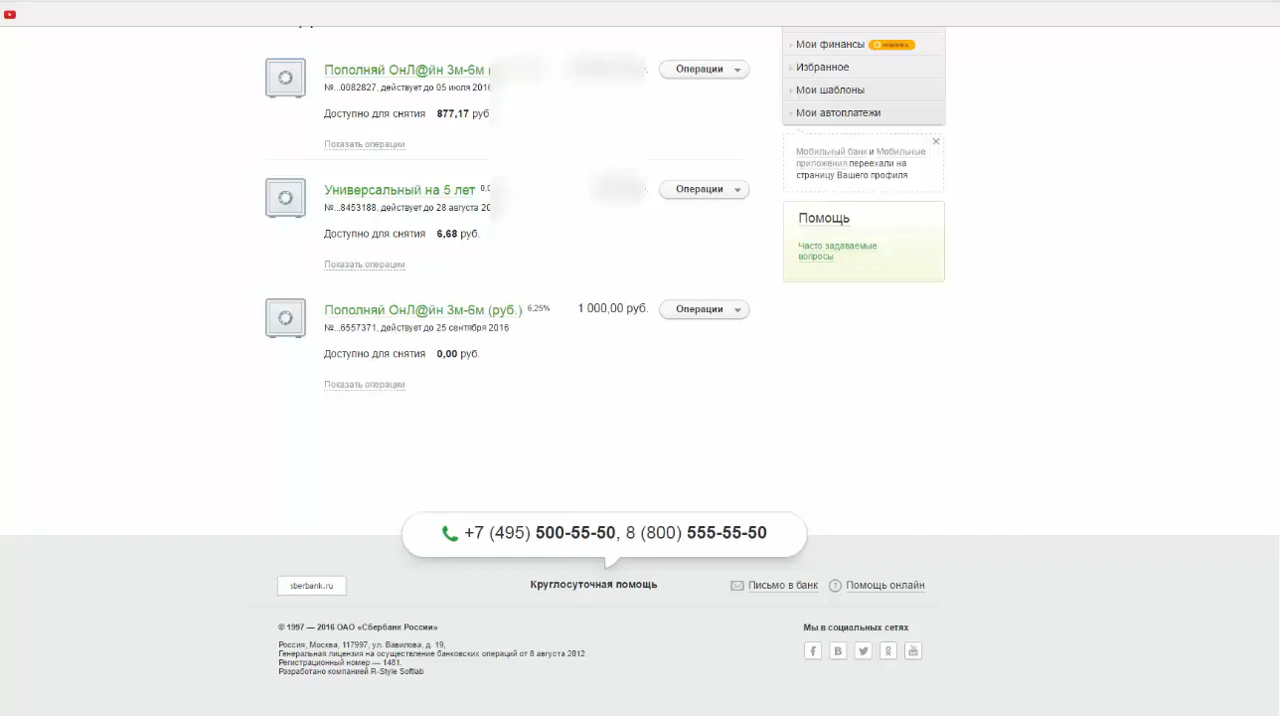 Пополняй ОнЛ@йн 3м-6м
Операции
№...0082827, действует до 05 июля 2016
Доступно для снятия 877,17 руб
Показать операции
Универсальный на 5 лет 0,0
Операции
№...8453188, действует до 28 августа 20
Доступно для снятия 6,68 руб.
Показать операции
Пополняй ОнЛ@йн 3м-6м (руб.) 6,25% 1 000,00 руб.
Операции
№...6557371, действует до 25 сентября 2016
Доступно для снятия 0,00 руб.
Показать операции
Мои финансы НОВИНКА
Избранное
Мои шаблоны
Мои автоплатежи
Мобильный банк и Мобильные
приложения переехали на
страницу Вашего профиля
Помощь
Часто задаваемые
вопросы
+7 (495) 500-55-50, 8 (800) 555-55-50
sberbank.ru
Круглосуточная помощь
Письмо в банк
Помощь онлайн
© 1997 — 2016 ОАО «Сбербанк России»
Россия, Москва, 117997, ул. Вавилова, д. 19,
Генеральная лицензия на осуществление банковских операций от 8 августа 2012
Регистрационный номер — 1481.
Разработано компанией R-Style Softlab
Мы в социальных сетях